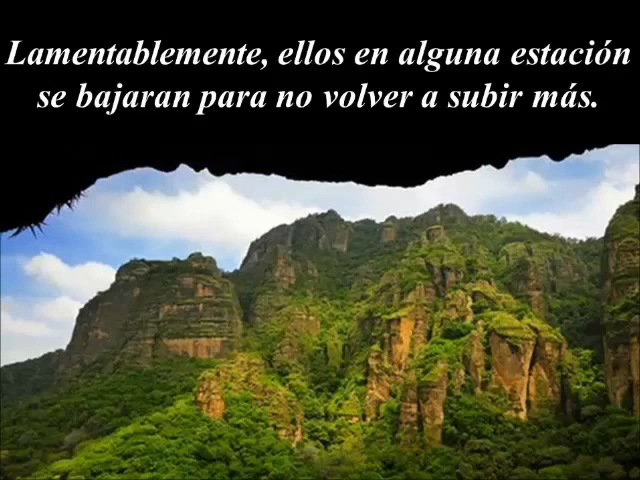 Lamentablemente, ellos en alguna estación
se bajaran para no volver a subir más.